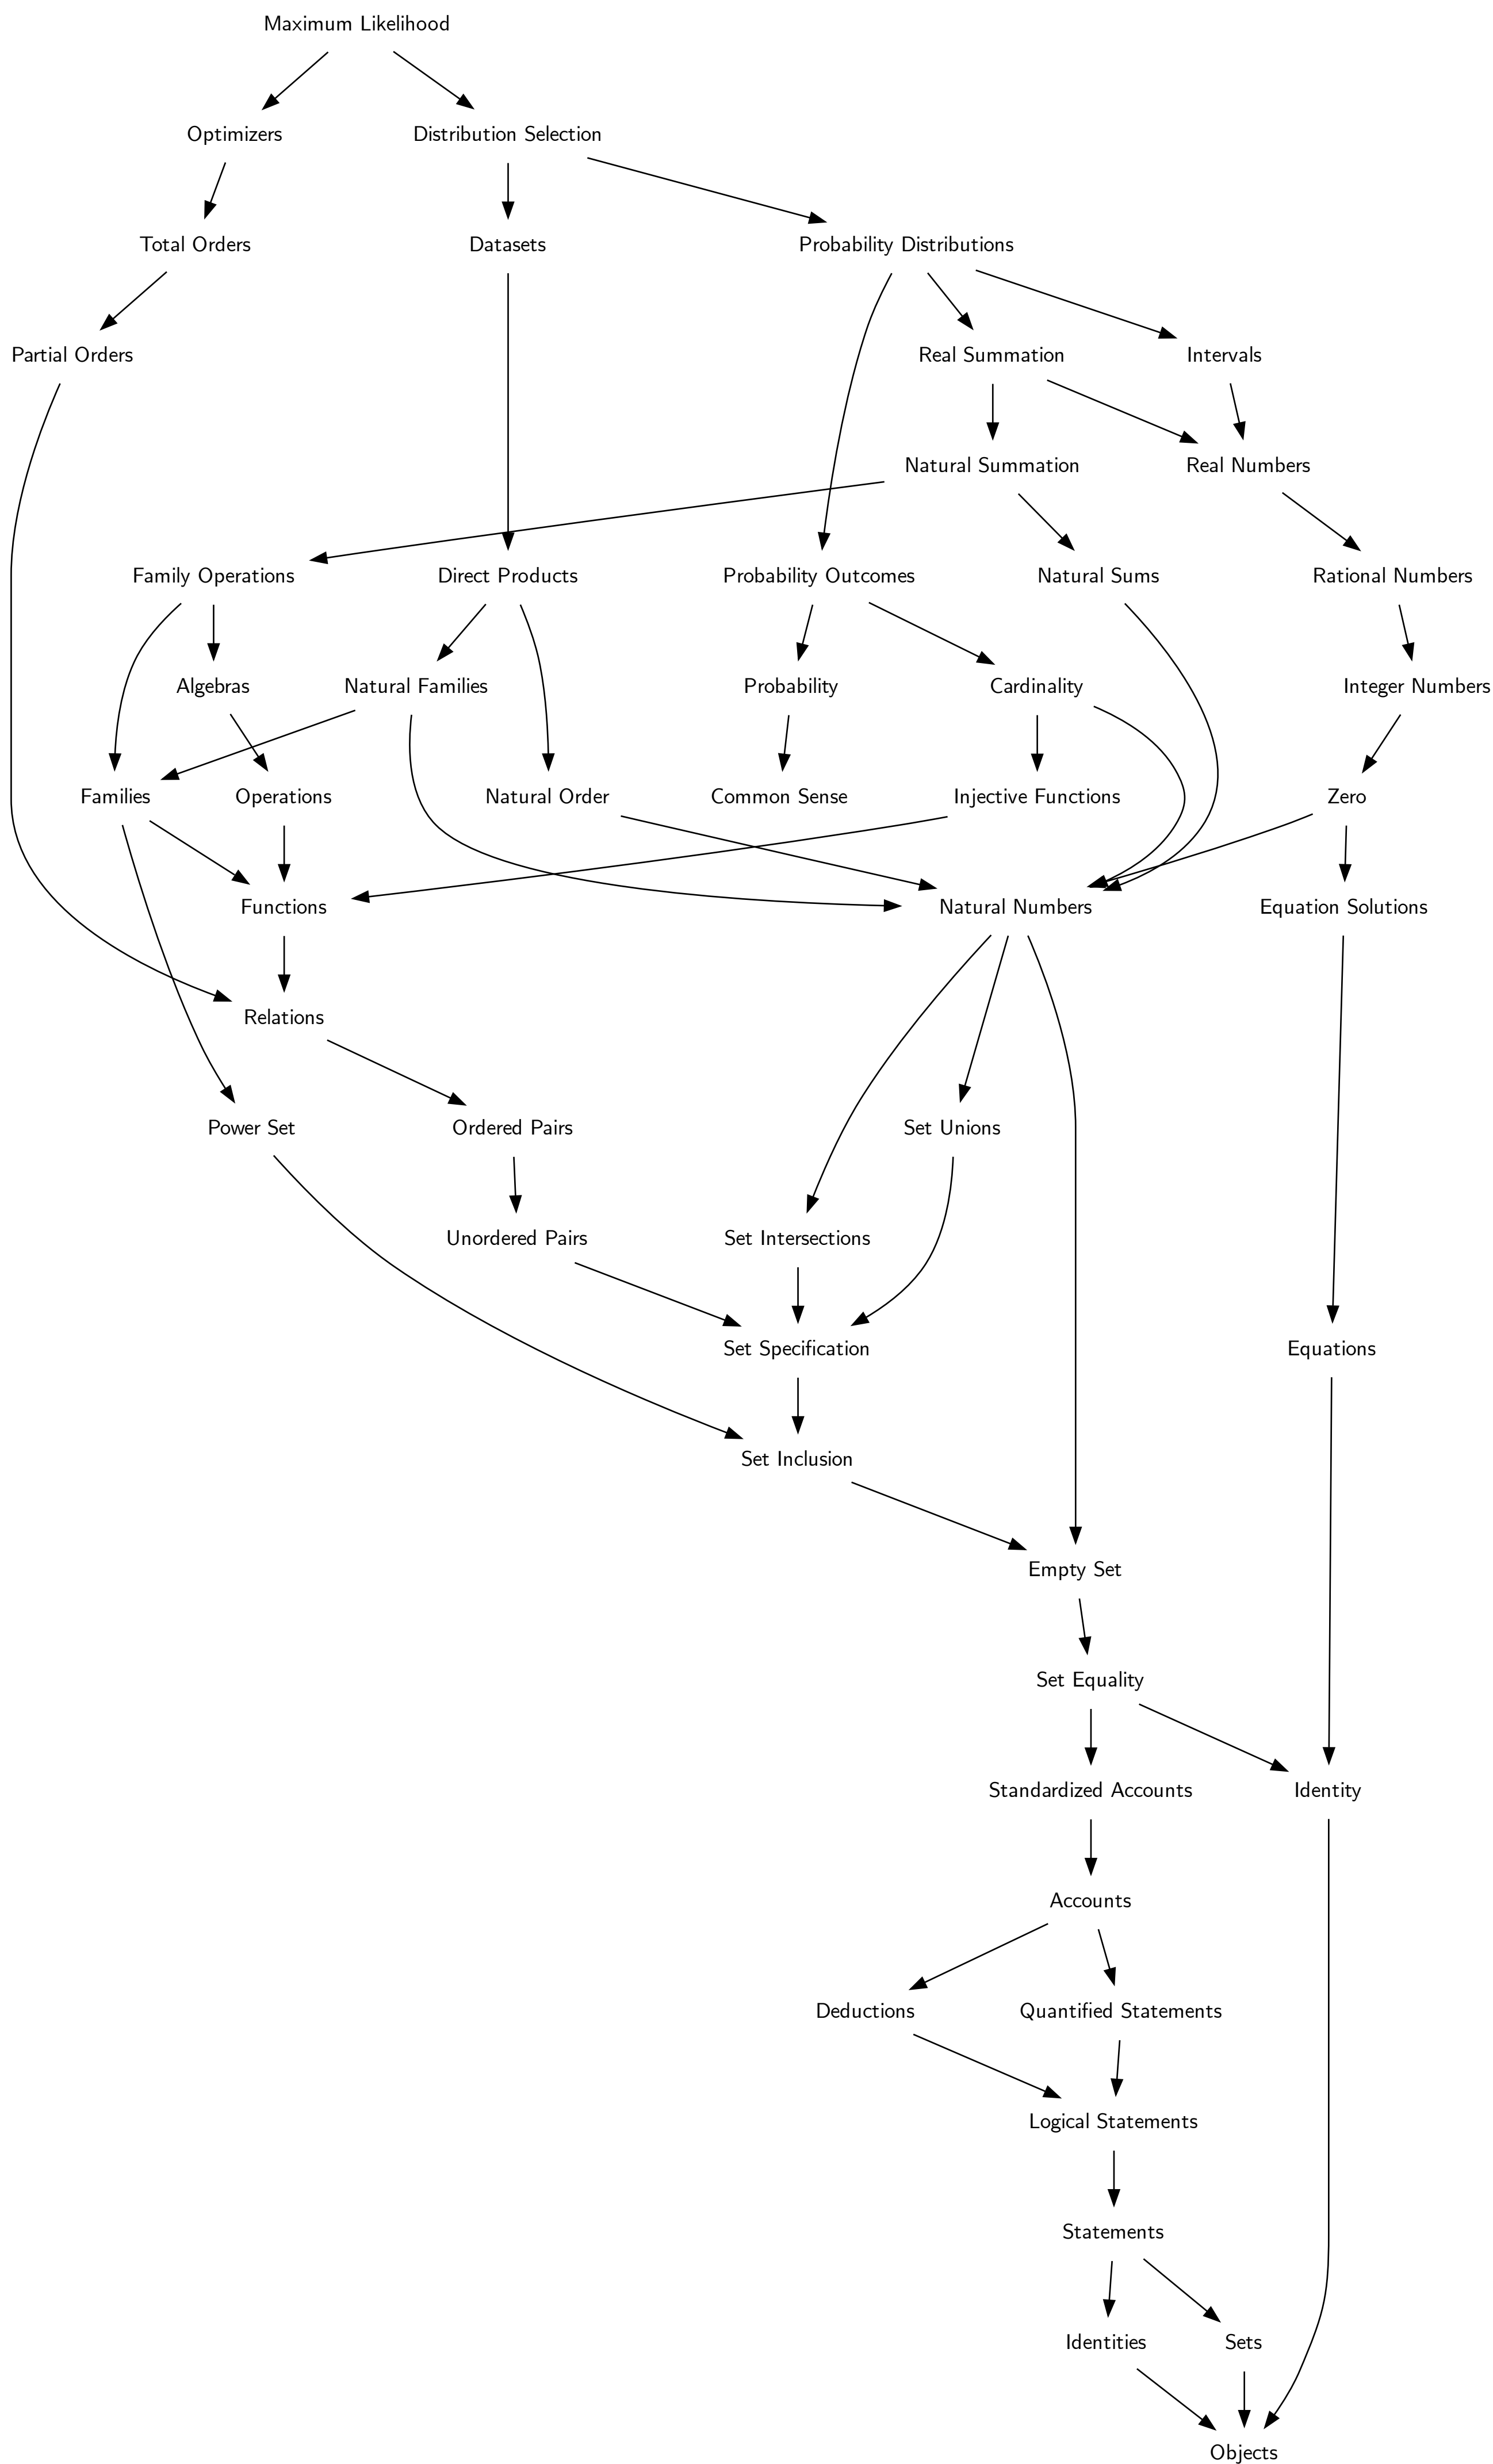 Maximum Likelihood
Optimizers
Distribution Selection
Total Orders
Datasets
Probability Distributions
Partial Orders
Real Summation
Intervals
Natural Summation
Real Numbers
Family Operations
Direct Products
Probability Outcomes
Natural Sums
Rational Numbers
Algebras
Natural Families
Probability
Cardinality
Integer Numbers
Families
Operations
Natural Order
Common Sense
Injective Functions
Zero
Functions
Natural Numbers
Equation Solutions
Relations
Power Set
Ordered Pairs
Set Unions
Unordered Pairs
Set Intersections
Set Specification
Equations
Set Inclusion
Empty Set
Set Equality
Standardized Accounts
Identity
Accounts
Deductions
Quantified Statements
Logical Statements
Statements
Identities
Sets
Objects